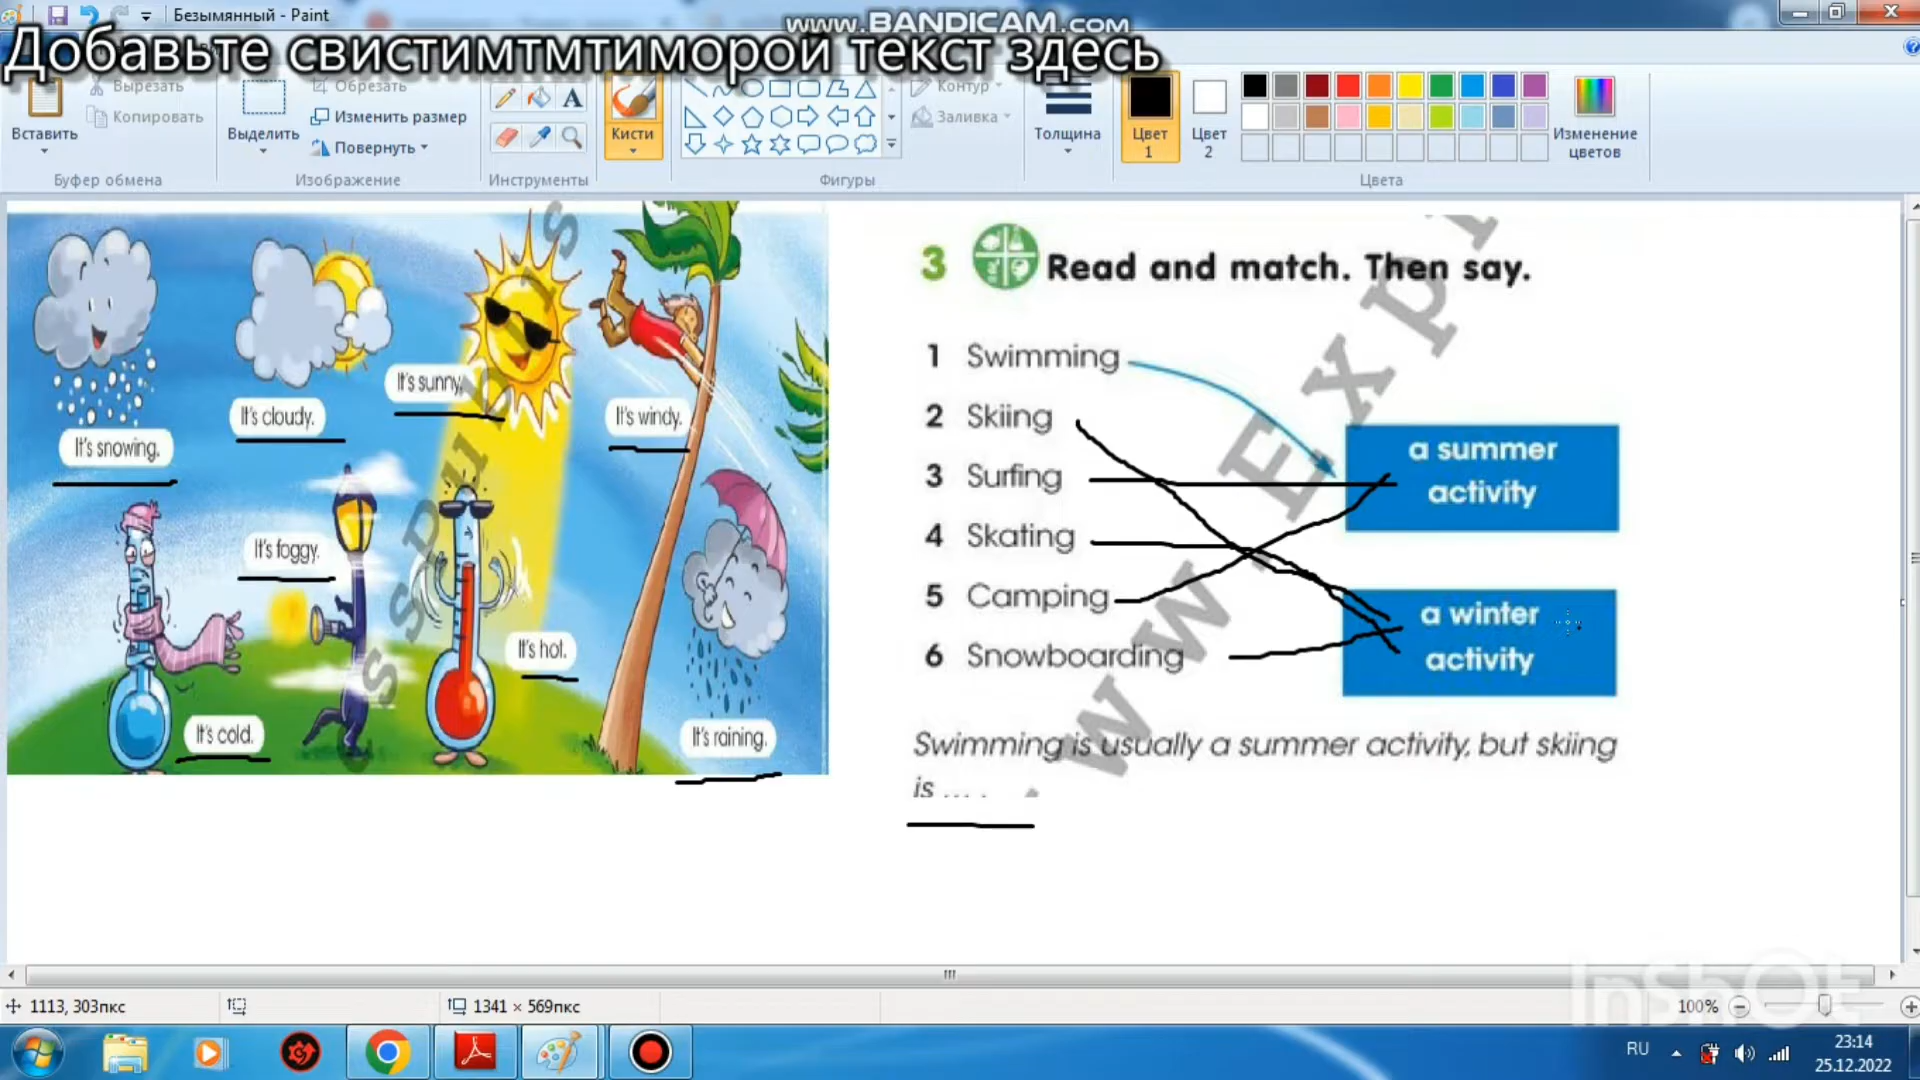 Безымянный - Paint
www.BANDICAM.com
Добавьте свистимтмтиморой текст здесь
Вставить
Вырезать
Копировать
Буфер обмена
Выделить
Обрезать
Изменить размер
Повернуть
Изображение
Инструменты
Кисти
Контур
Заливка
Фигуры
Толщина
Цвет 1
Цвет 2
Изменение цветов
Цвета
It's snowing.
It's cloudy.
It's sunny.
It's windy.
It's foggy.
It's hot.
It's cold.
It's raining.
3 Read and match. Then say.
1 Swimming
2 Skiing
3 Surfing
4 Skating
5 Camping
6 Snowboarding
a summer
activity
a winter
activity
Swimming is usually a summer activity, but skiing
is ....
InShOt
1113, 303пкс
1341 × 569пкс
100%
RU
23:14
25.12.2022